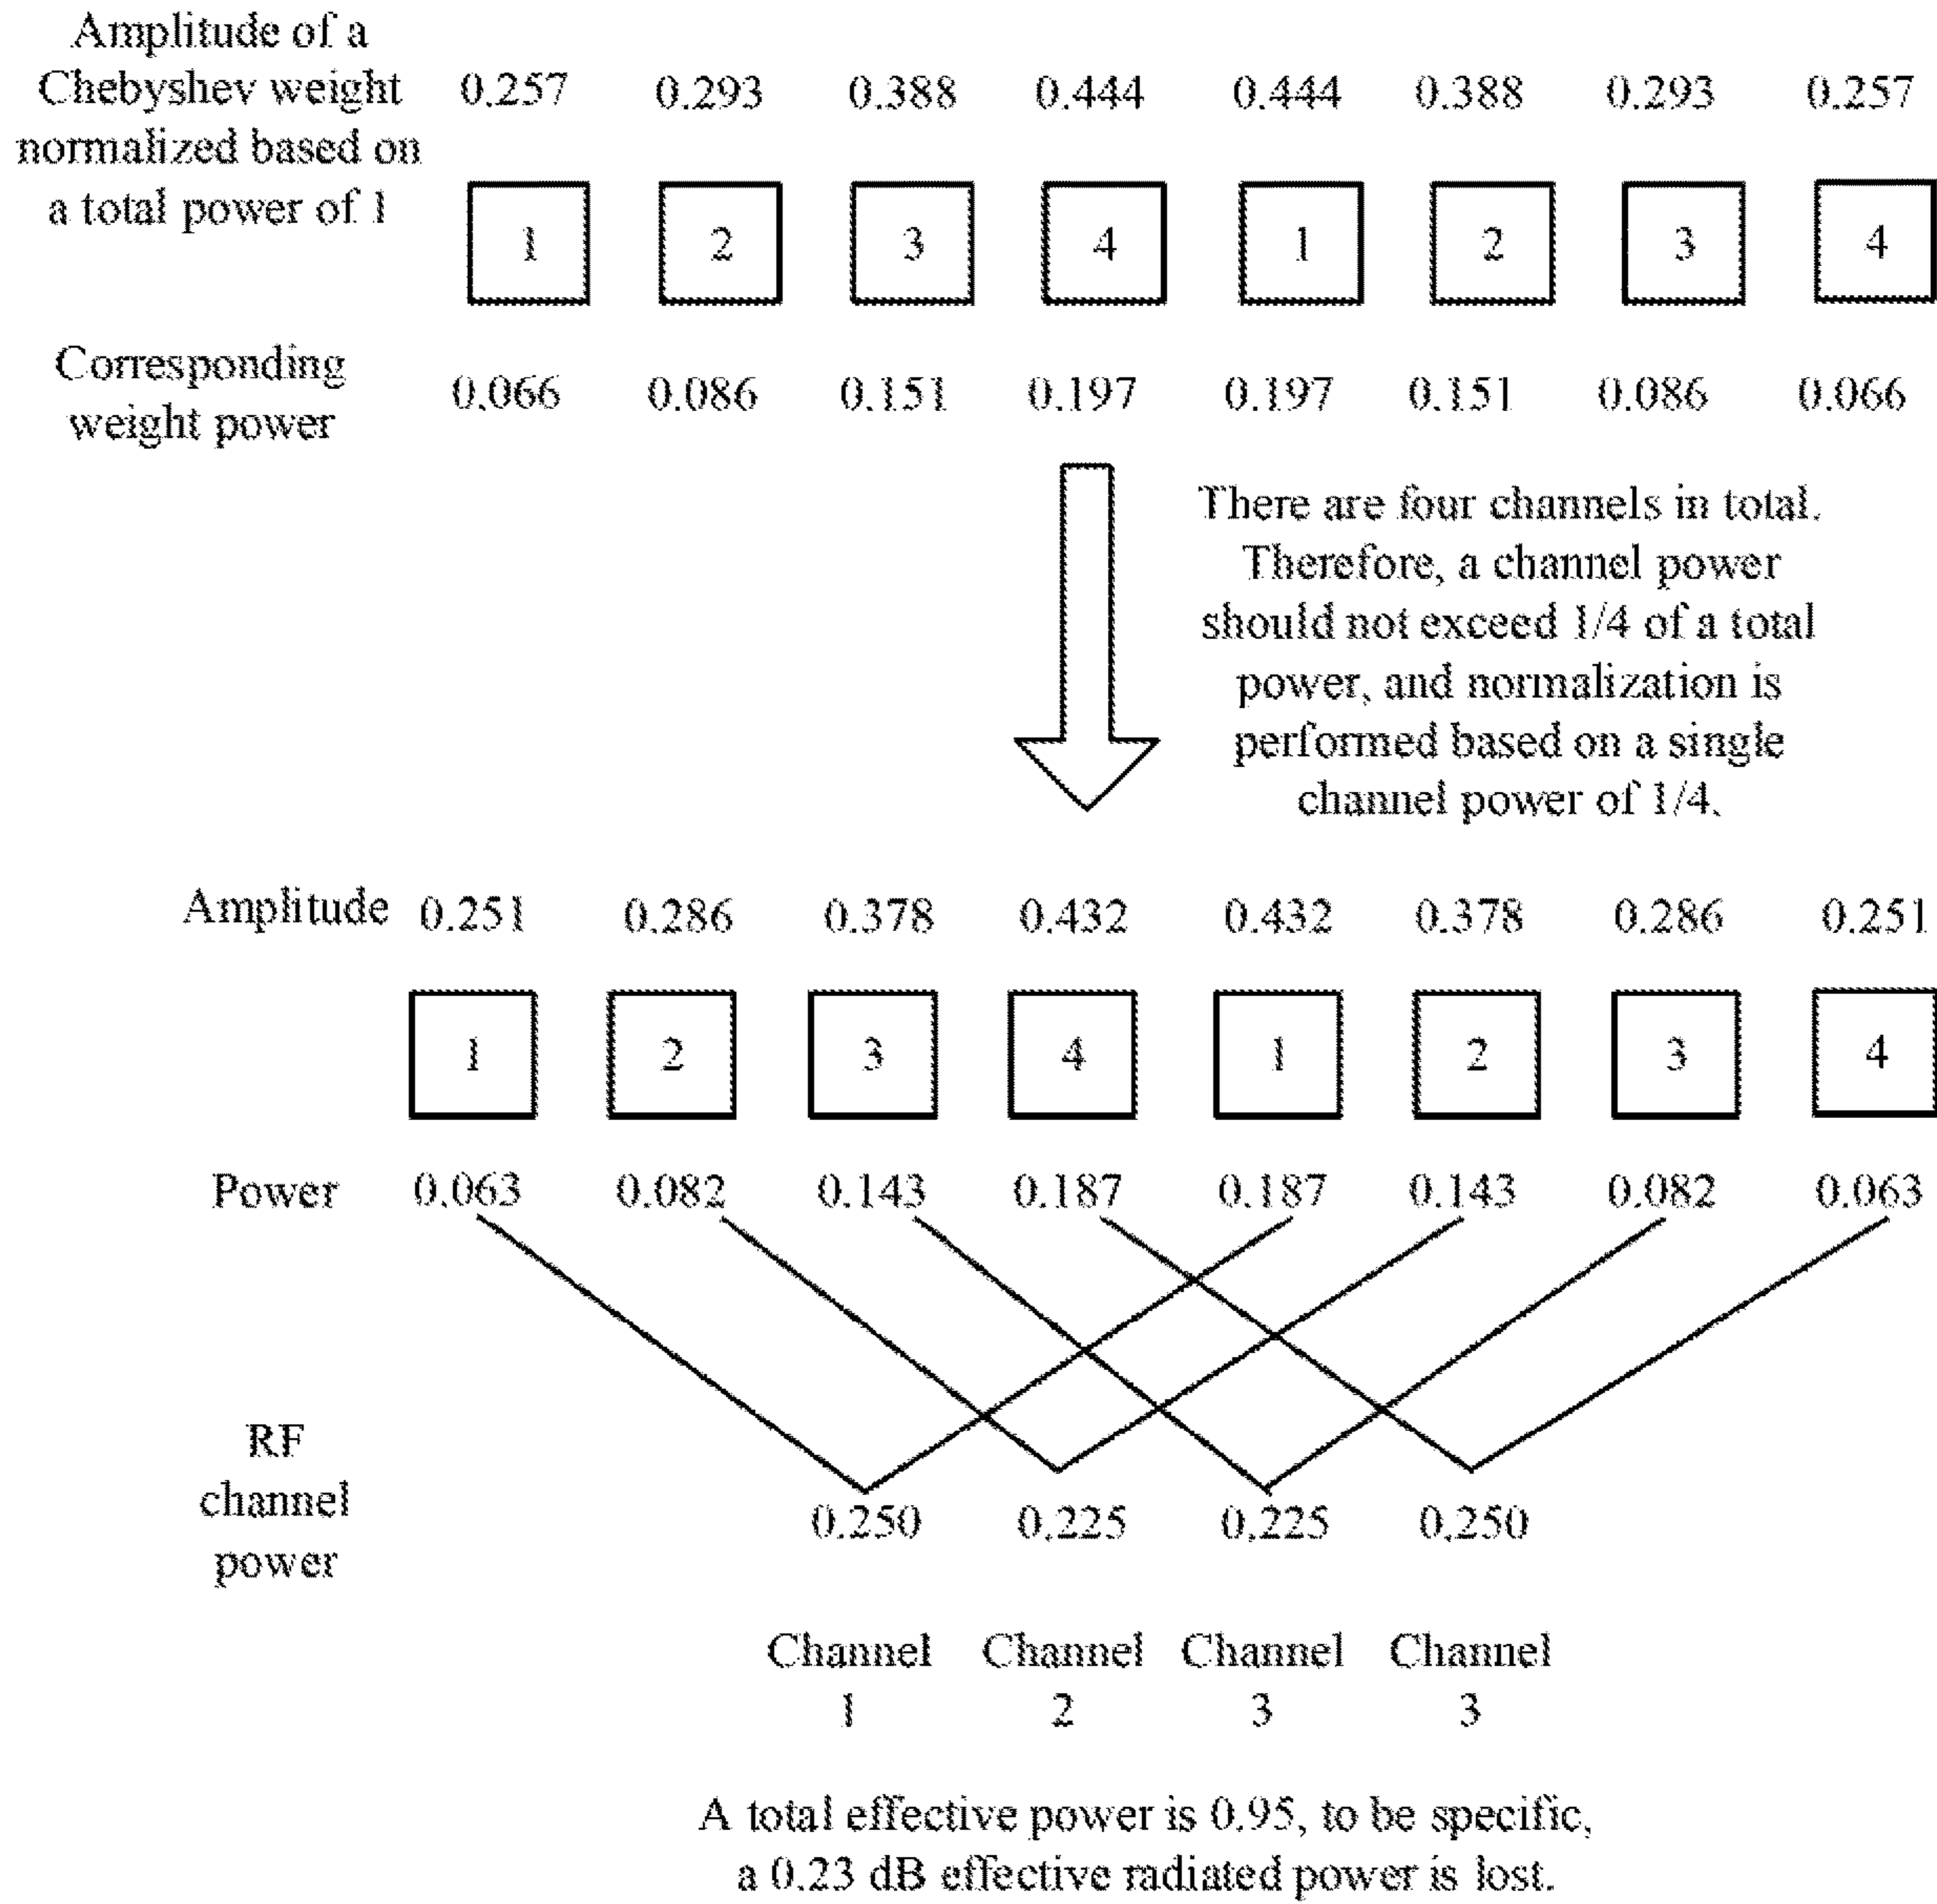 Amplitude of a
Chebyshev weight
normalized based on
a total power of 1
0.257 0.293 0.388 0.444 0.444 0.388 0.293 0.257
1 2 3 4 1 2 3 4
Corresponding
weight power
0.066 0.086 0.151 0.197 0.197 0.151 0.086 0.066
There are four channels in total.
Therefore, a channel power
should not exceed 1/4 of a total
power, and normalization is
performed based on a single
channel power of 1/4.
Amplitude 0.251 0.286 0.378 0.432 0.432 0.378 0.286 0.251
1 2 3 4 1 2 3 4
Power 0.063 0.082 0.143 0.187 0.187 0.143 0.082 0.063
RF
channel
power
0.250 0.225 0.225 0.250
Channel Channel Channel Channel
1 2 3 3
A total effective power is 0.95, to be specific,
a 0.23 dB effective radiated power is lost.